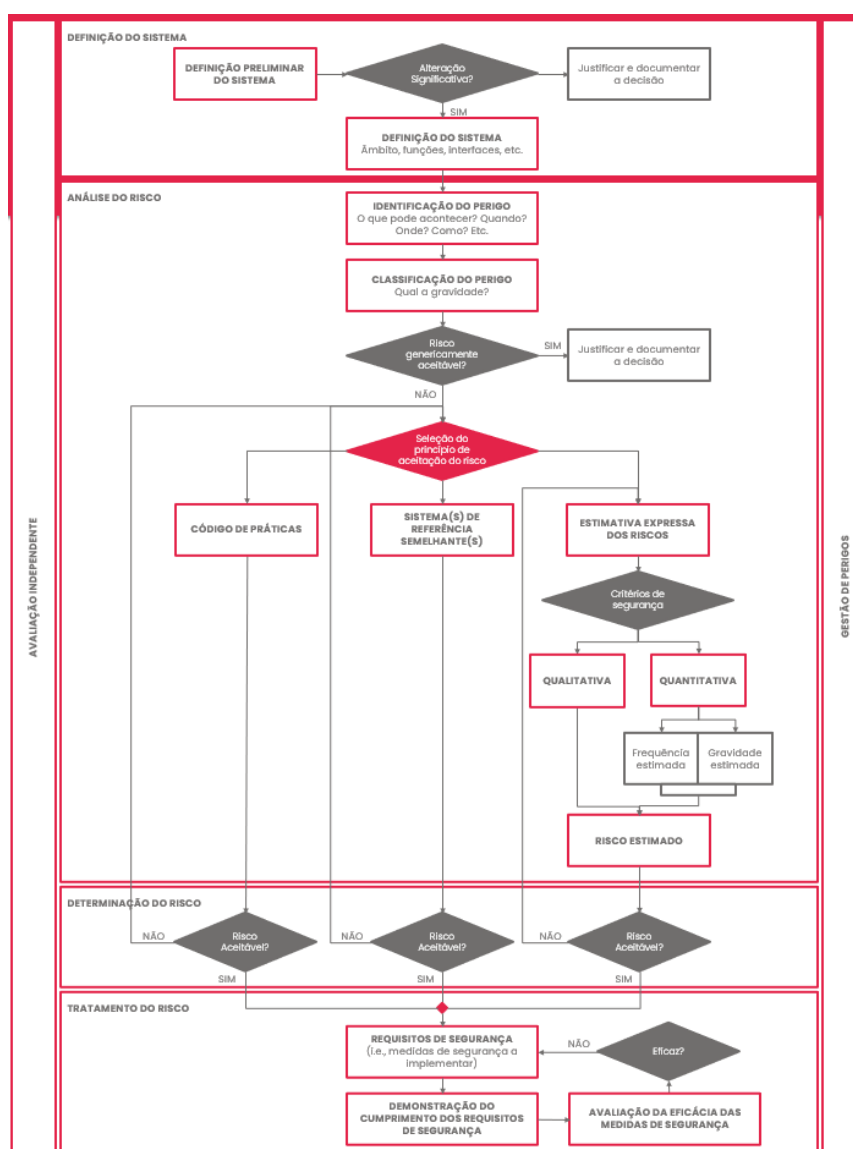 DEFINIÇÃO DO SISTEMA
DEFINIÇÃO PRELIMINAR
DO SISTEMA
Alteração
Significativa?
Justificar e documentar
a decisão
SIM
DEFINIÇÃO DO SISTEMA
Âmbito, funções, interfaces, etc.
ANÁLISE DO RISCO
IDENTIFICAÇÃO DO PERIGO
O que pode acontecer? Quando?
Onde? Como? Etc.
CLASSIFICAÇÃO DO PERIGO
Qual a gravidade?
Risco
genericamente
aceitável?
SIM
Justificar e documentar
a decisão
NÃO
Seleção do
princípio de
aceitação do risco
CÓDIGO DE PRÁTICAS
SISTEMA(S) DE
REFERÊNCIA
SEMELHANTE(S)
ESTIMATIVA EXPRESSA
DOS RISCOS
Critérios de
segurança
QUALITATIVA
QUANTITATIVA
Frequência
estimada
Gravidade
estimada
RISCO ESTIMADO
AVALIAÇÃO INDEPENDENTE
GESTÃO DE PERIGOS
DETERMINAÇÃO DO RISCO
NÃO
Risco
Aceitável?
NÃO
Risco
Aceitável?
NÃO
Risco
Aceitável?
SIM
SIM
SIM
TRATAMENTO DO RISCO
REQUISITOS DE SEGURANÇA
(i.e., medidas de segurança a
implementar)
NÃO
Eficaz?
DEMONSTRAÇÃO DO
CUMPRIMENTO DOS REQUISITOS
DE SEGURANÇA
AVALIAÇÃO DA EFICÁCIA DAS
MEDIDAS DE SEGURANÇA